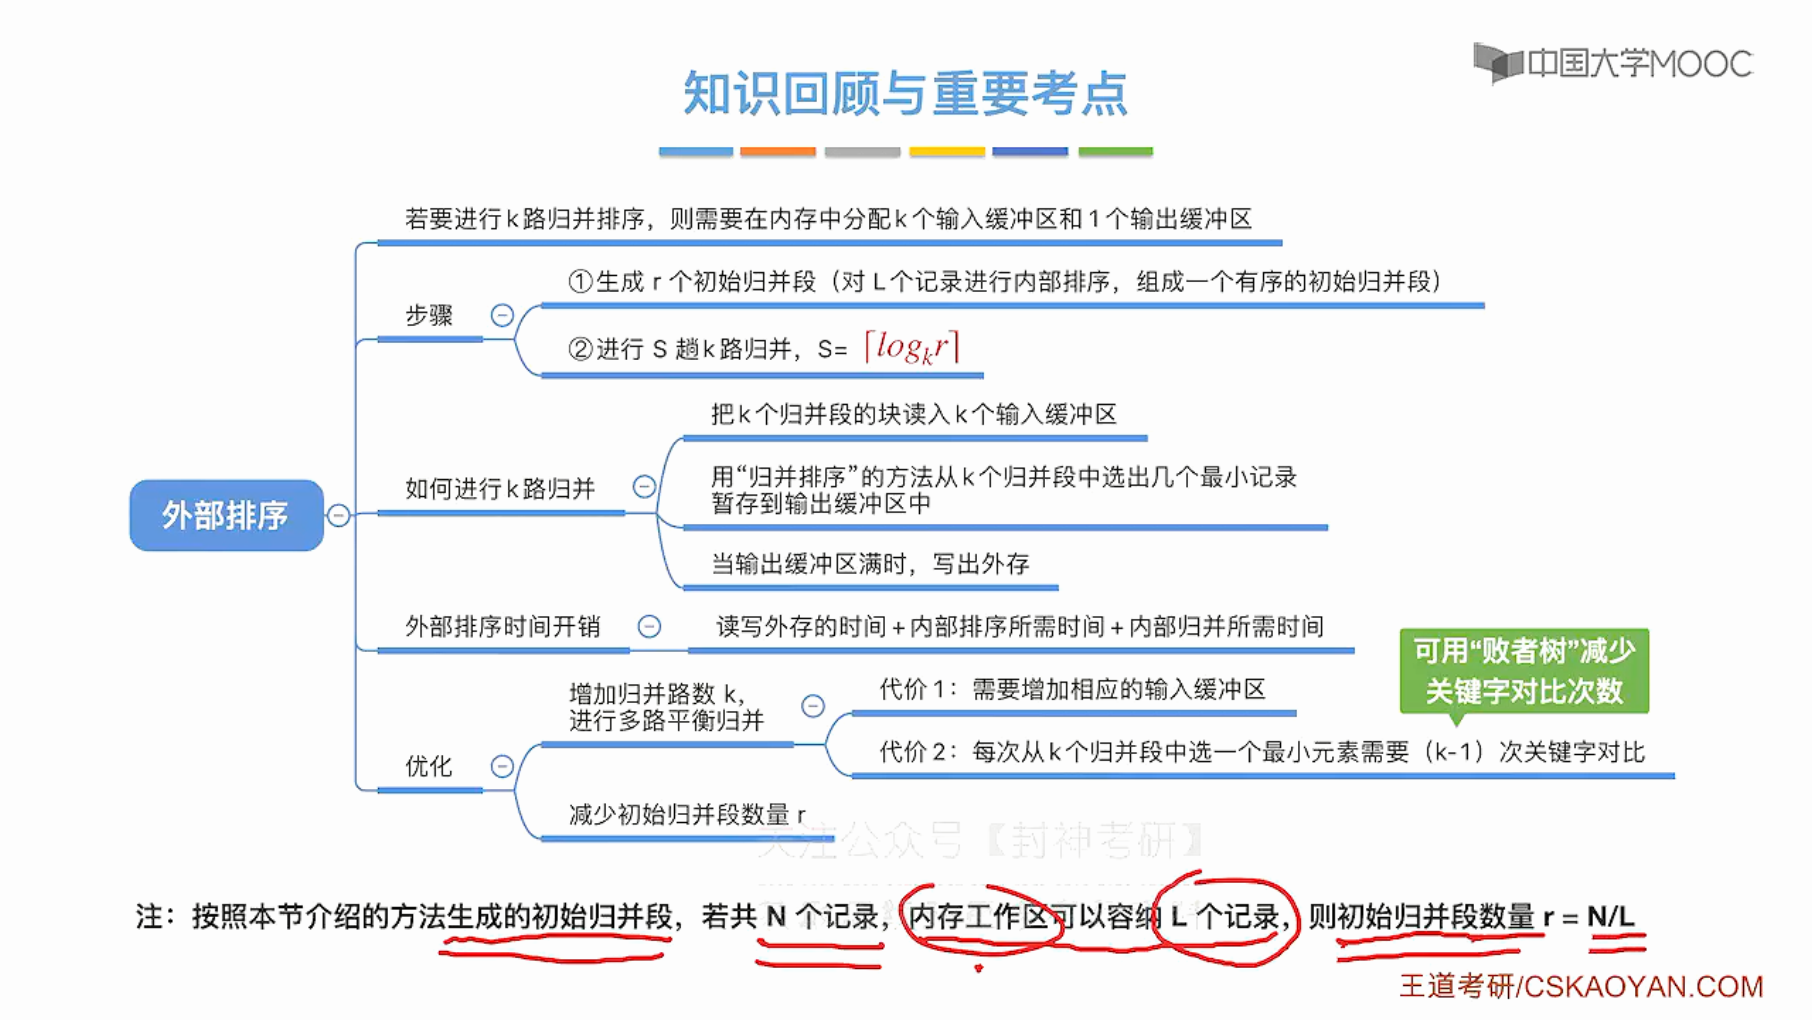 中国大学MOOC
知识回顾与重要考点
若要进行k路归并排序，则需要在内存中分配k个输入缓冲区和1个输出缓冲区
①生成 r 个初始归并段（对 L个记录进行内部排序，组成一个有序的初始归并段）
步骤
②进行 S 趟k路归并，S= ⌈logₖr⌉
把k个归并段的块读入k个输入缓冲区
如何进行k路归并
用“归并排序”的方法从k个归并段中选出几个最小记录
暂存到输出缓冲区中
外部排序
当输出缓冲区满时，写出外存
外部排序时间开销
读写外存的时间+内部排序所需时间+内部归并所需时间
可用“败者树”减少
关键字对比次数
增加归并路数 k，
进行多路平衡归并
代价 1：需要增加相应的输入缓冲区
代价 2：每次从k个归并段中选一个最小元素需要（k-1）次关键字对比
优化
减少初始归并段数量 r
关注公众号【封神考研】
注：按照本节介绍的方法生成的初始归并段，若共 N 个记录，内存工作区可以容纳 L 个记录，则初始归并段数量 r = N/L
王道考研/CSKAOYAN.COM